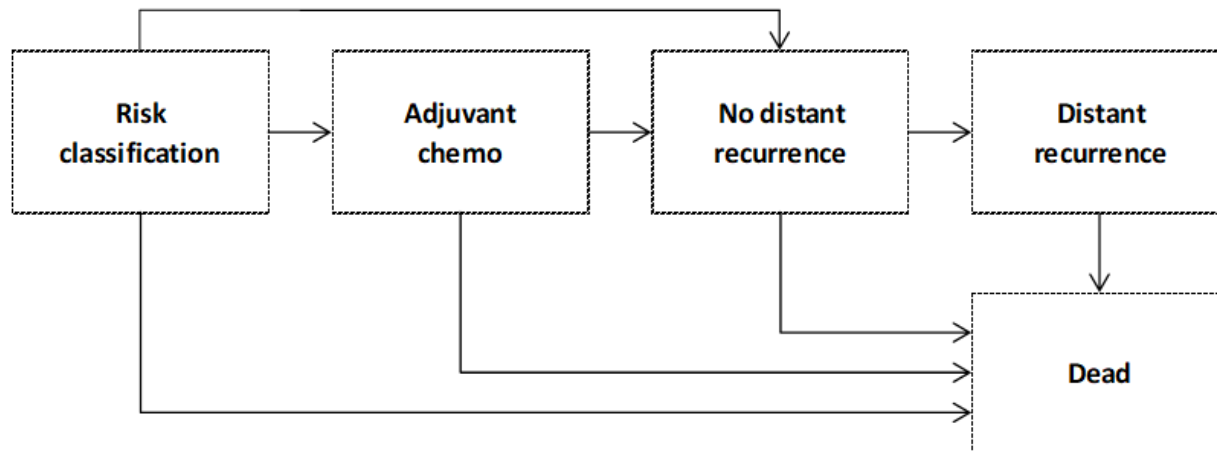 Risk
classification
Adjuvant
chemo
No distant
recurrence
Distant
recurrence
Dead